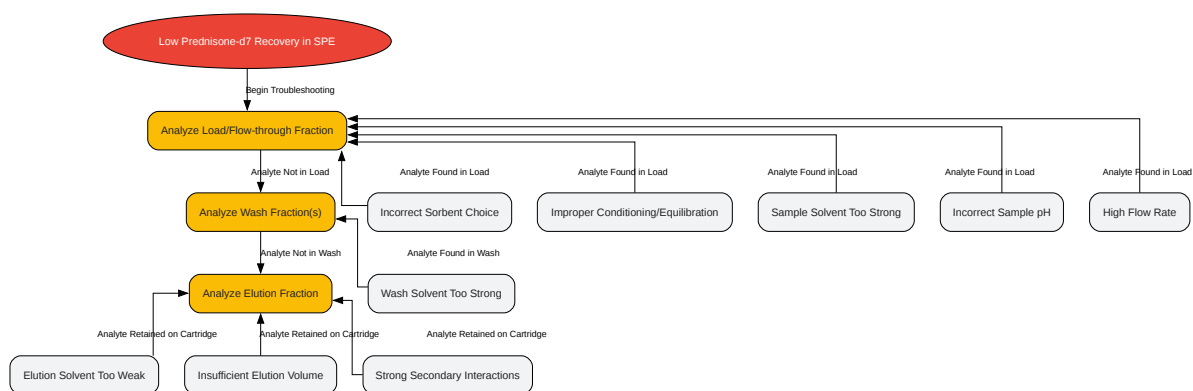 Low Prednisone-d7 Recovery in SPE
Begin Troubleshooting
Analyze Load/Flow-through Fraction
Analyte Not in Load
Analyte Found in Load
Analyte Found in Load
Analyte Found in Load
Analyte Found in Load
Analyte Found in Load
Analyze Wash Fraction(s)
Incorrect Sorbent Choice
Improper Conditioning/Equilibration
Sample Solvent Too Strong
Incorrect Sample pH
High Flow Rate
Analyte Not in Wash
Analyte Found in Wash
Analyze Elution Fraction
Wash Solvent Too Strong
Analyte Retained on Cartridge
Analyte Retained on Cartridge
Analyte Retained on Cartridge
Elution Solvent Too Weak
Insufficient Elution Volume
Strong Secondary Interactions